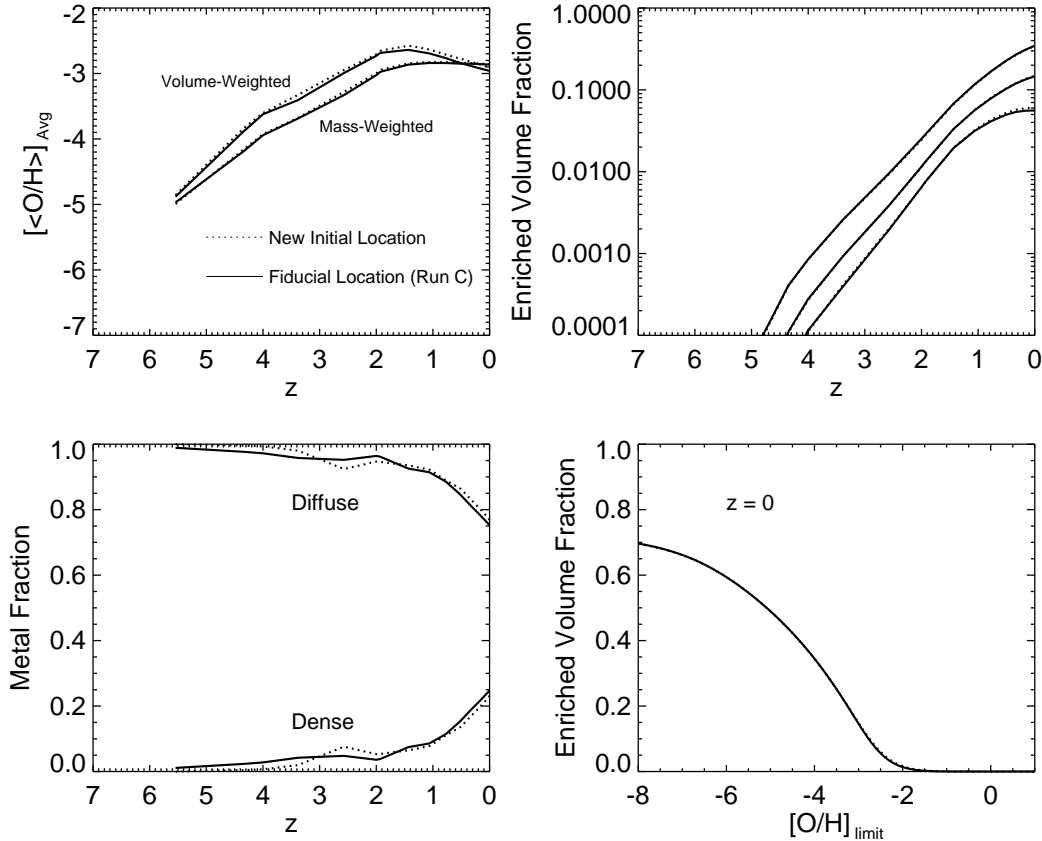 -2
-3
-4
-5
-6
-7
[<O/H>] Avg
Volume-Weighted
Mass-Weighted
New Initial Location
Fiducial Location (Run C)
7 6 5 4 3 2 1 0
z
1.0000
0.1000
0.0100
0.0010
0.0001
Enriched Volume Fraction
7 6 5 4 3 2 1 0
z
1.0
0.8
0.6
0.4
0.2
0.0
Metal Fraction
Diffuse
Dense
7 6 5 4 3 2 1 0
z
1.0
0.8
0.6
0.4
0.2
0.0
Enriched Volume Fraction
z = 0
-8 -6 -4 -2 0
[O/H] limit